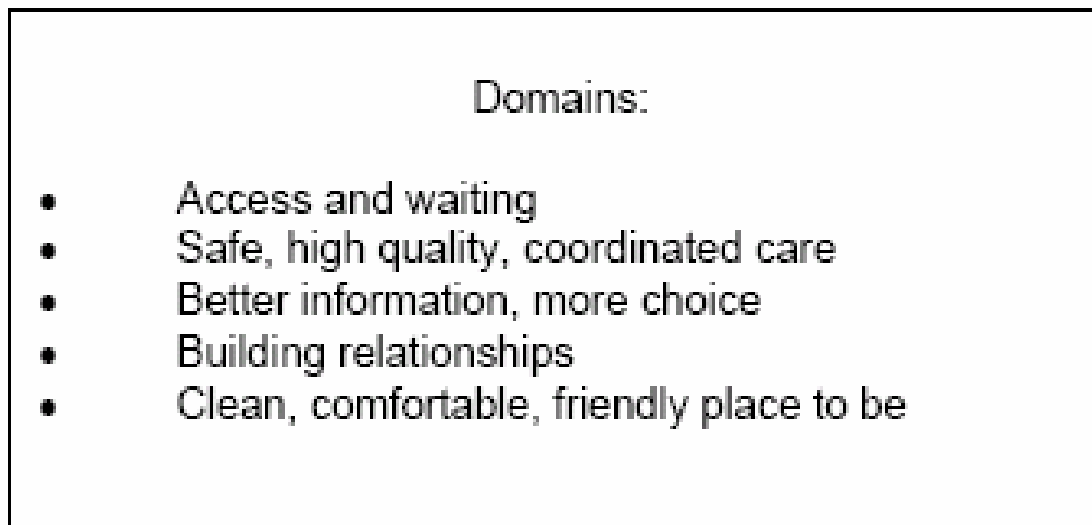 Domains:
• Access and waiting
• Safe, high quality, coordinated care
• Better information, more choice
• Building relationships
• Clean, comfortable, friendly place to be